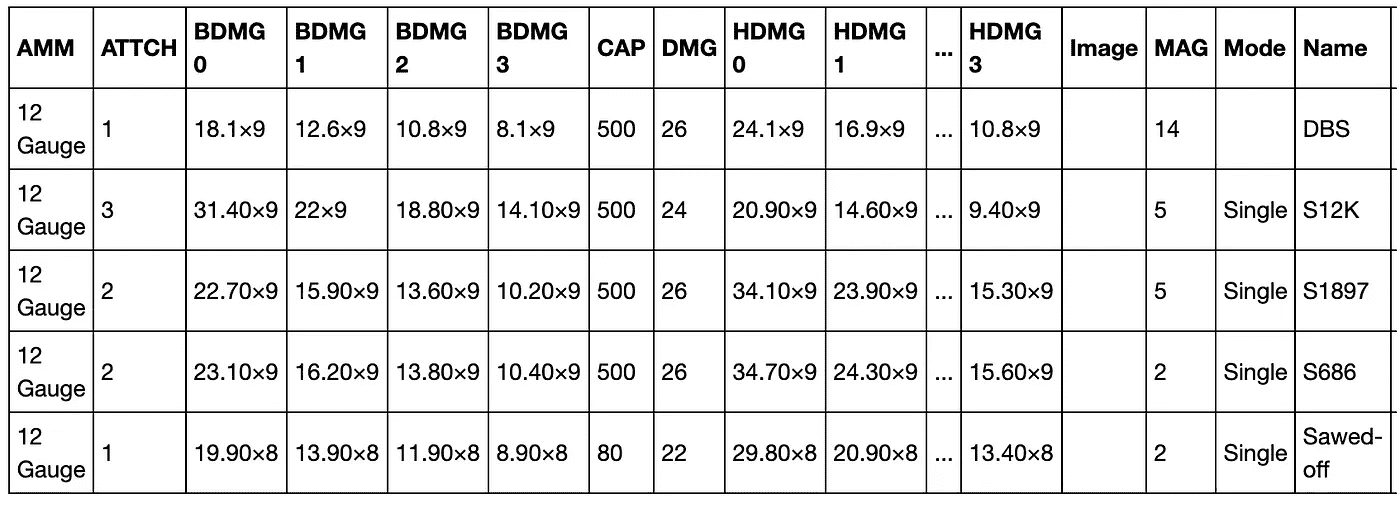 AMM ATTCH BDMG 0 BDMG 1 BDMG 2 BDMG 3 CAP DMG HDMG 0 HDMG 1 ... HDMG 3 Image MAG Mode Name
12 Gauge 1 18.1×9 12.6×9 10.8×9 8.1×9 500 26 24.1×9 16.9×9 ... 10.8×9 14 DBS
12 Gauge 3 31.40×9 22×9 18.80×9 14.10×9 500 24 20.90×9 14.60×9 ... 9.40×9 5 Single S12K
12 Gauge 2 22.70×9 15.90×9 13.60×9 10.20×9 500 26 34.10×9 23.90×9 ... 15.30×9 5 Single S1897
12 Gauge 2 23.10×9 16.20×9 13.80×9 10.40×9 500 26 34.70×9 24.30×9 ... 15.60×9 2 Single S686
12 Gauge 1 19.90×8 13.90×8 11.90×8 8.90×8 80 22 29.80×8 20.90×8 ... 13.40×8 2 Single Sawed-off